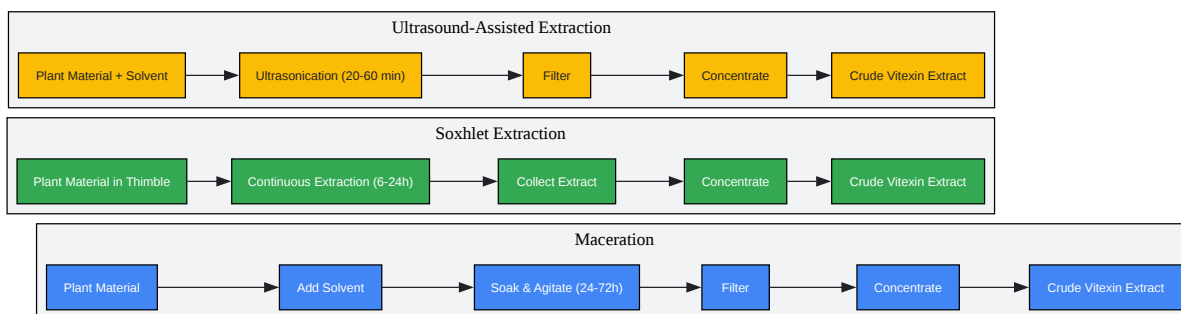 Ultrasound-Assisted Extraction
Plant Material + Solvent
Ultrasonication (20-60 min)
Filter
Concentrate
Crude Vitexin Extract
Soxhlet Extraction
Plant Material in Thimble
Continuous Extraction (6-24h)
Collect Extract
Concentrate
Crude Vitexin Extract
Maceration
Plant Material
Add Solvent
Soak & Agitate (24-72h)
Filter
Concentrate
Crude Vitexin Extract